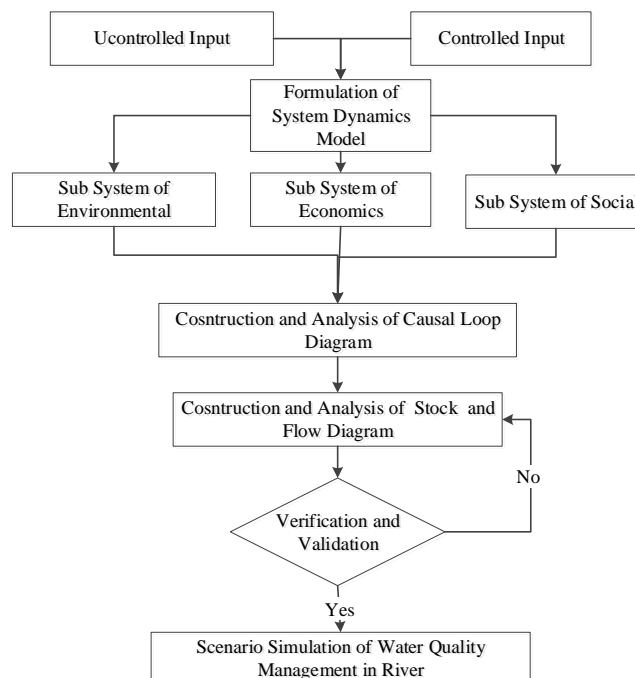 Ucontrolled Input
Controlled Input
Formulation of
System Dynamics
Model
Sub System of
Environmental
Sub System of
Economics
Sub System of Social
Cosntruction and Analysis of Causal Loop
Diagram
Cosntruction and Analysis of Stock and
Flow Diagram
No
Verification and
Validation
Yes
Scenario Simulation of Water Quality
Management in River